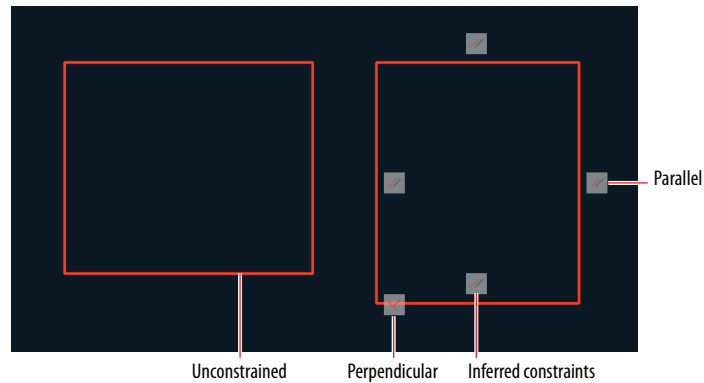 Parallel
Unconstrained
Perpendicular
Inferred constraints